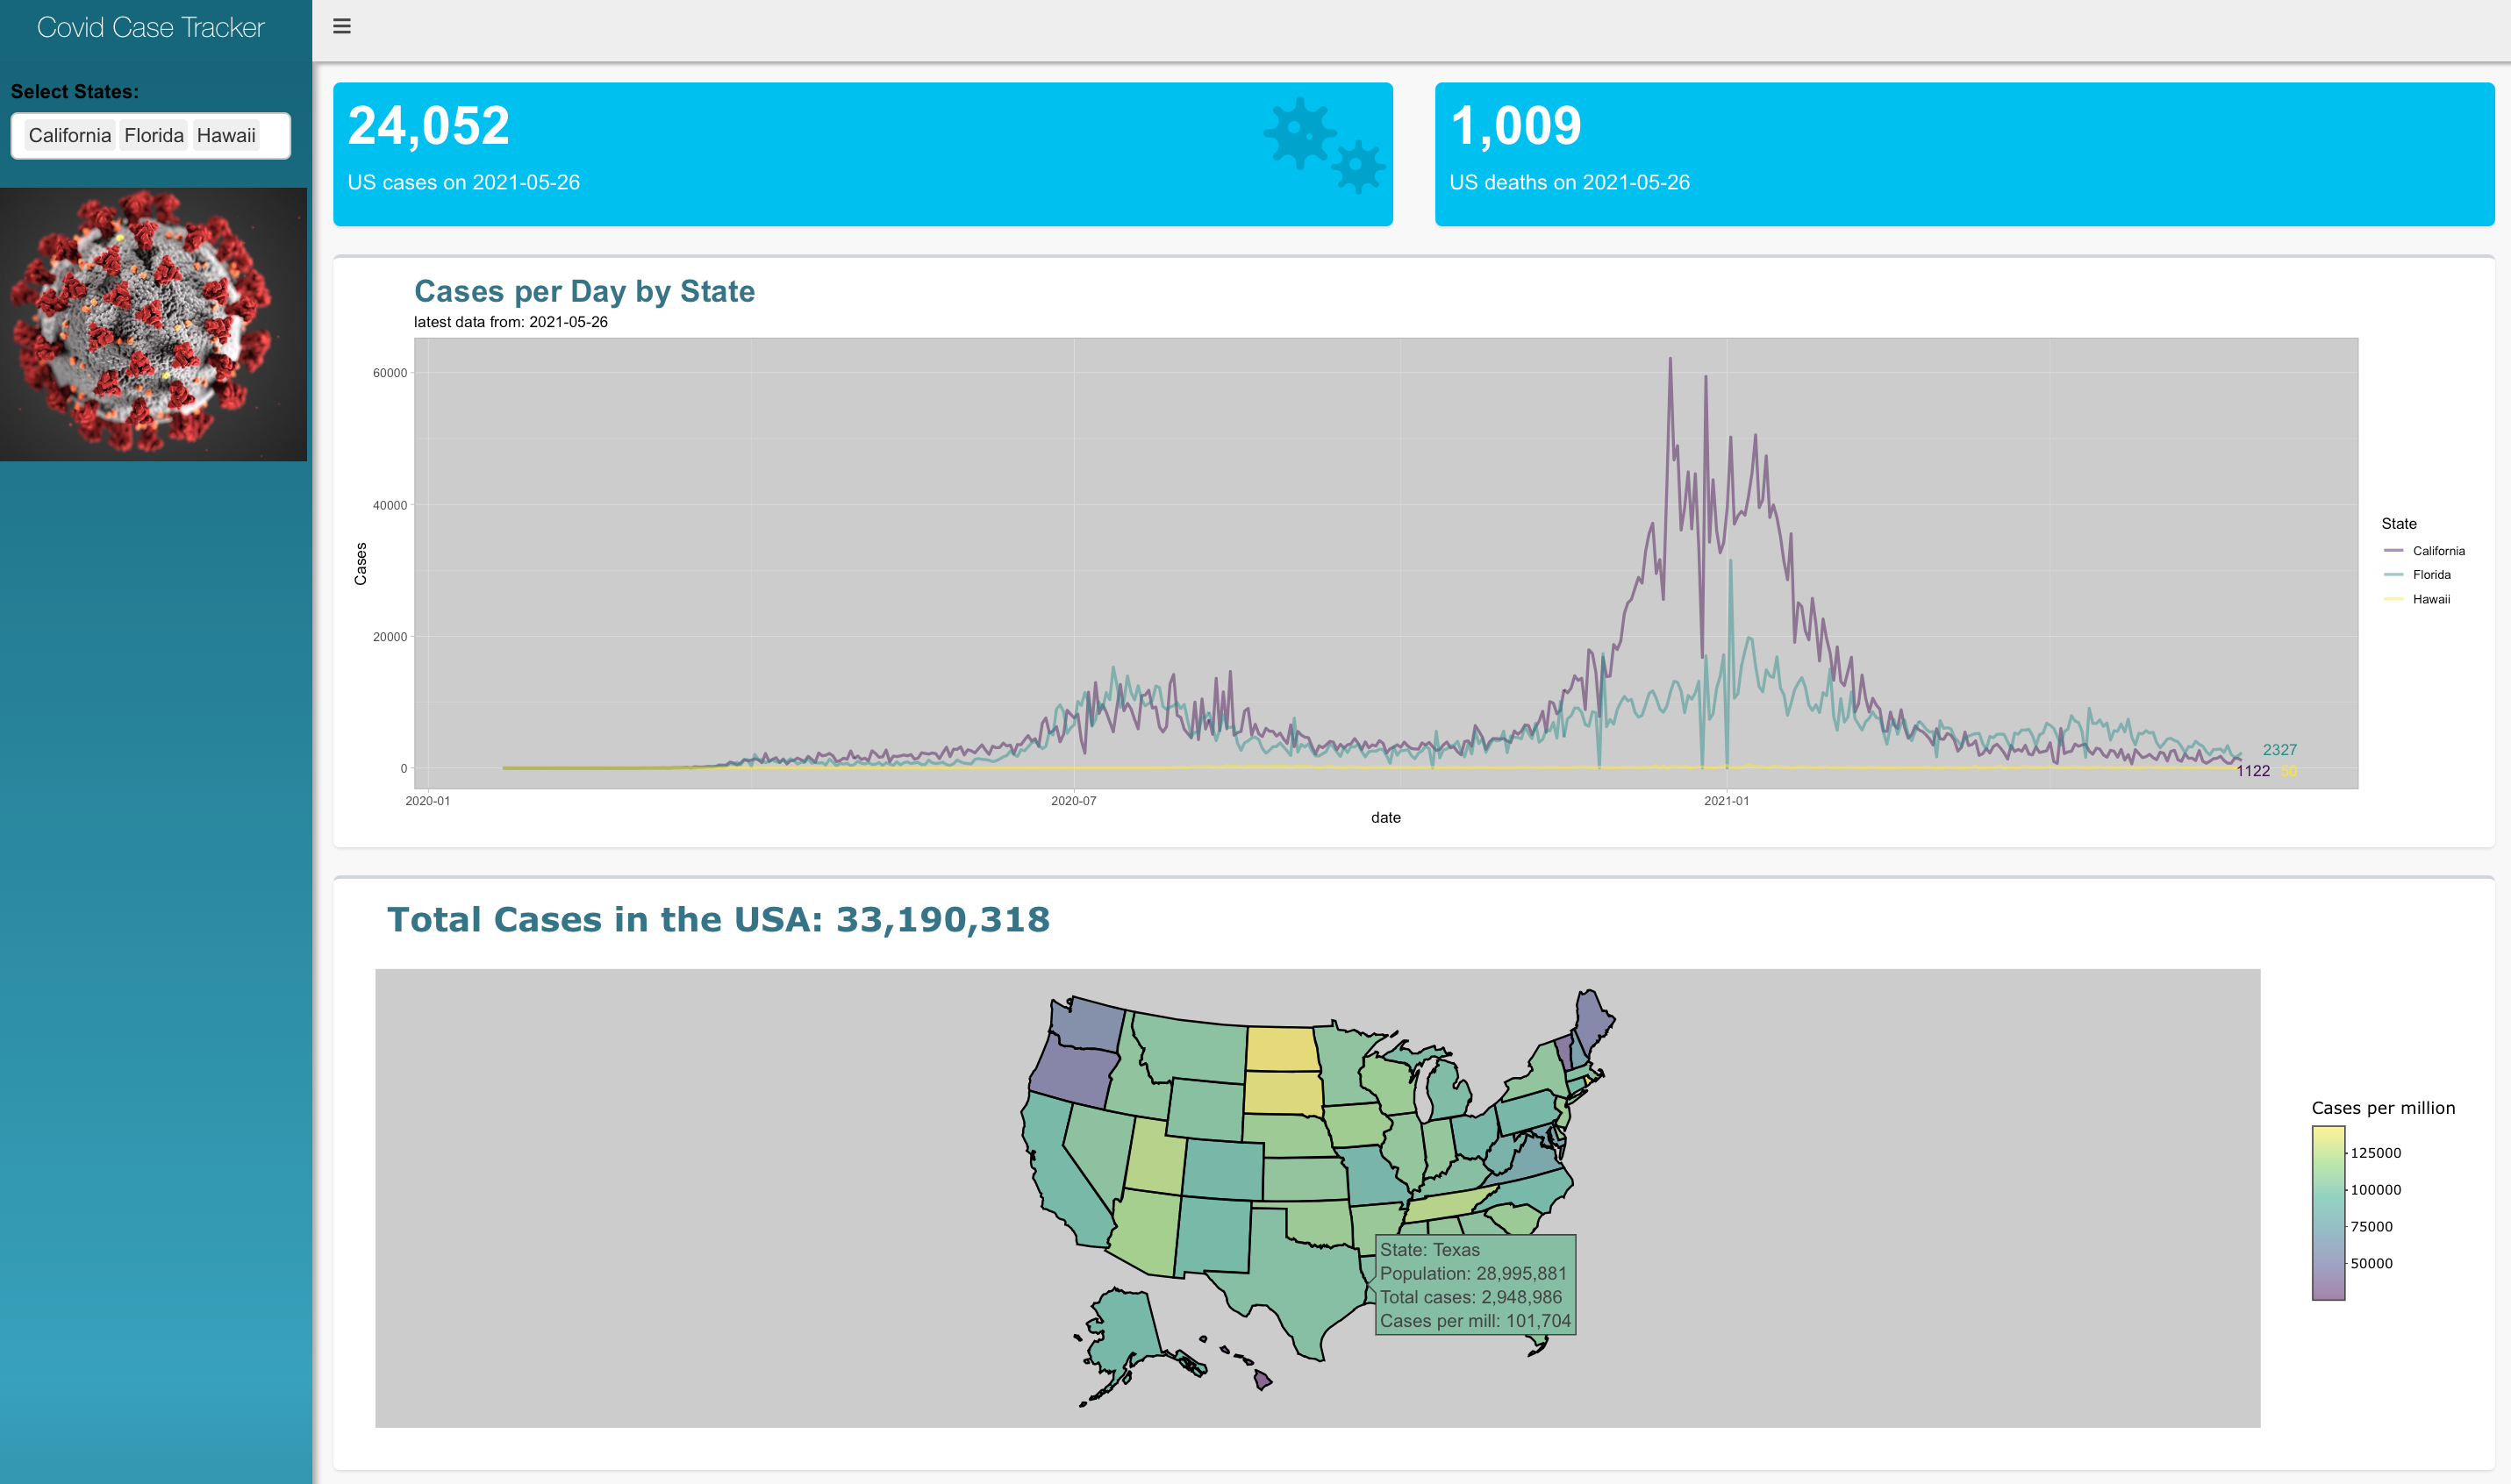 Covid Case Tracker
Select States:
California Florida Hawaii
24,052
US cases on 2021-05-26
1,009
US deaths on 2021-05-26
Cases per Day by State
latest data from: 2021-05-26
60000
40000
20000
0
Cases
2020-01
2020-07
2021-01
date
2327
1122
50
State
California
Florida
Hawaii
Total Cases in the USA: 33,190,318
State: Texas
Population: 28,995,881
Total cases: 2,948,986
Cases per mill: 101,704
Cases per million
125000
100000
75000
50000